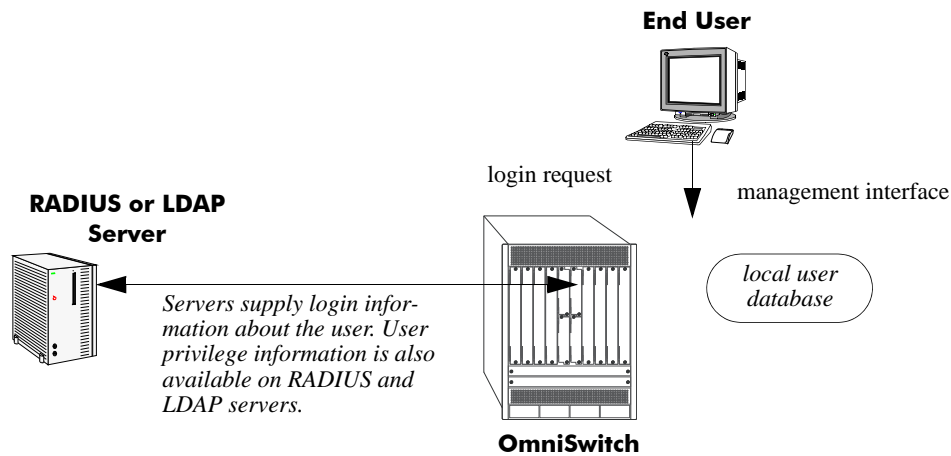 End User
login request
management interface
RADIUS or LDAP
Server
local user
database
Servers supply login infor-
mation about the user. User
privilege information is also
available on RADIUS and
LDAP servers.
OmniSwitch